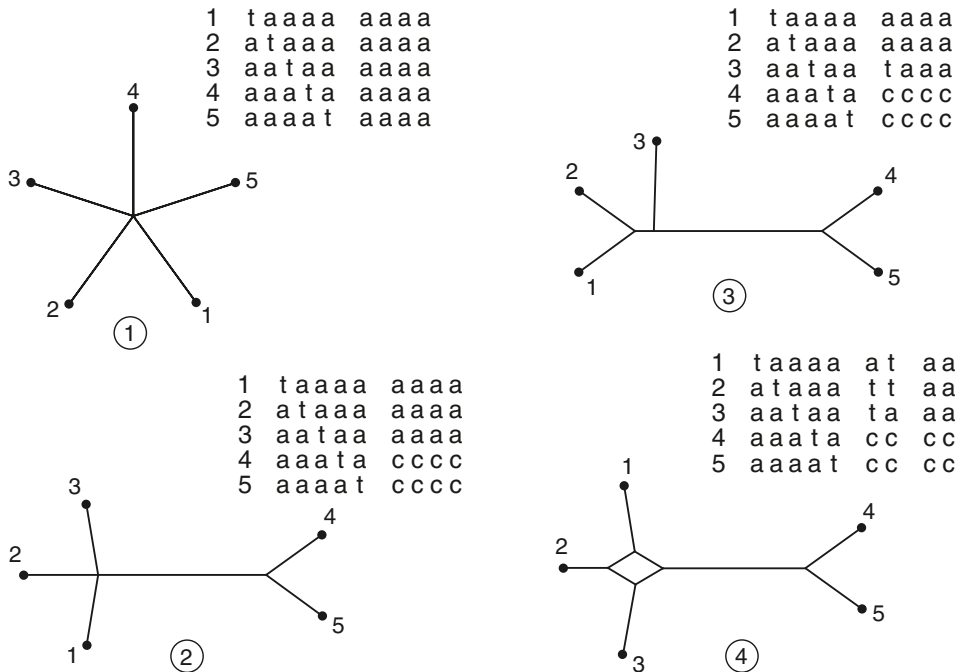 1 taaaa aaaa
2 ataaa aaaa
3 aataa aaaa
4 aaata aaaa
5 aaaat aaaa
4
3
5
2
1
1
1 taaaa aaaa
2 ataaa aaaa
3 aataa taaa
4 aaata cccc
5 aaaat cccc
3
2
4
1
5
3
1 taaaa aaaa
2 ataaa aaaa
3 aataa aaaa
4 aaata cccc
5 aaaat cccc
3
4
2
5
1
2
1 taaaa at aa
2 ataaa tt aa
3 aataa ta aa
4 aaata cc cc
5 aaaat cc cc
1
4
2
5
3
4